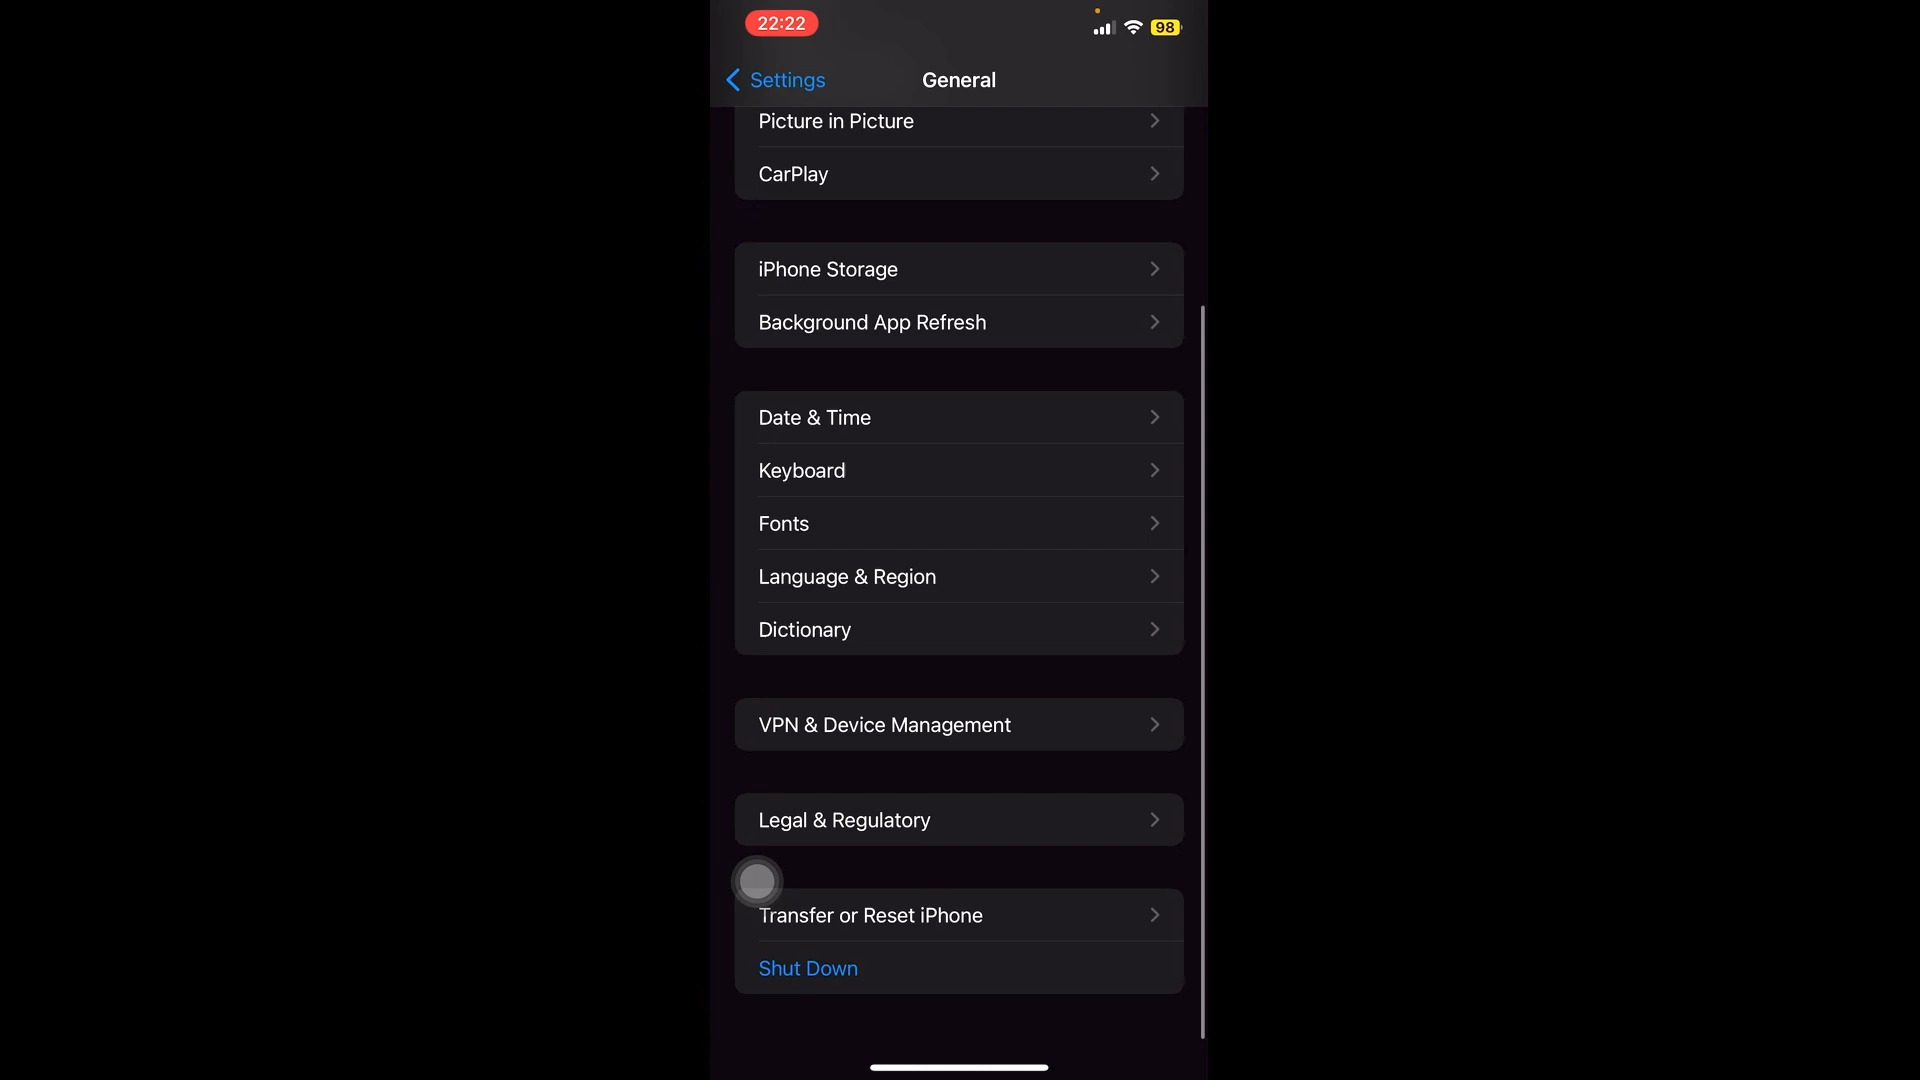 22:22
98
Settings
General
Picture in Picture
CarPlay
iPhone Storage
Background App Refresh
Date & Time
Keyboard
Fonts
Language & Region
Dictionary
VPN & Device Management
Legal & Regulatory
Transfer or Reset iPhone
Shut Down